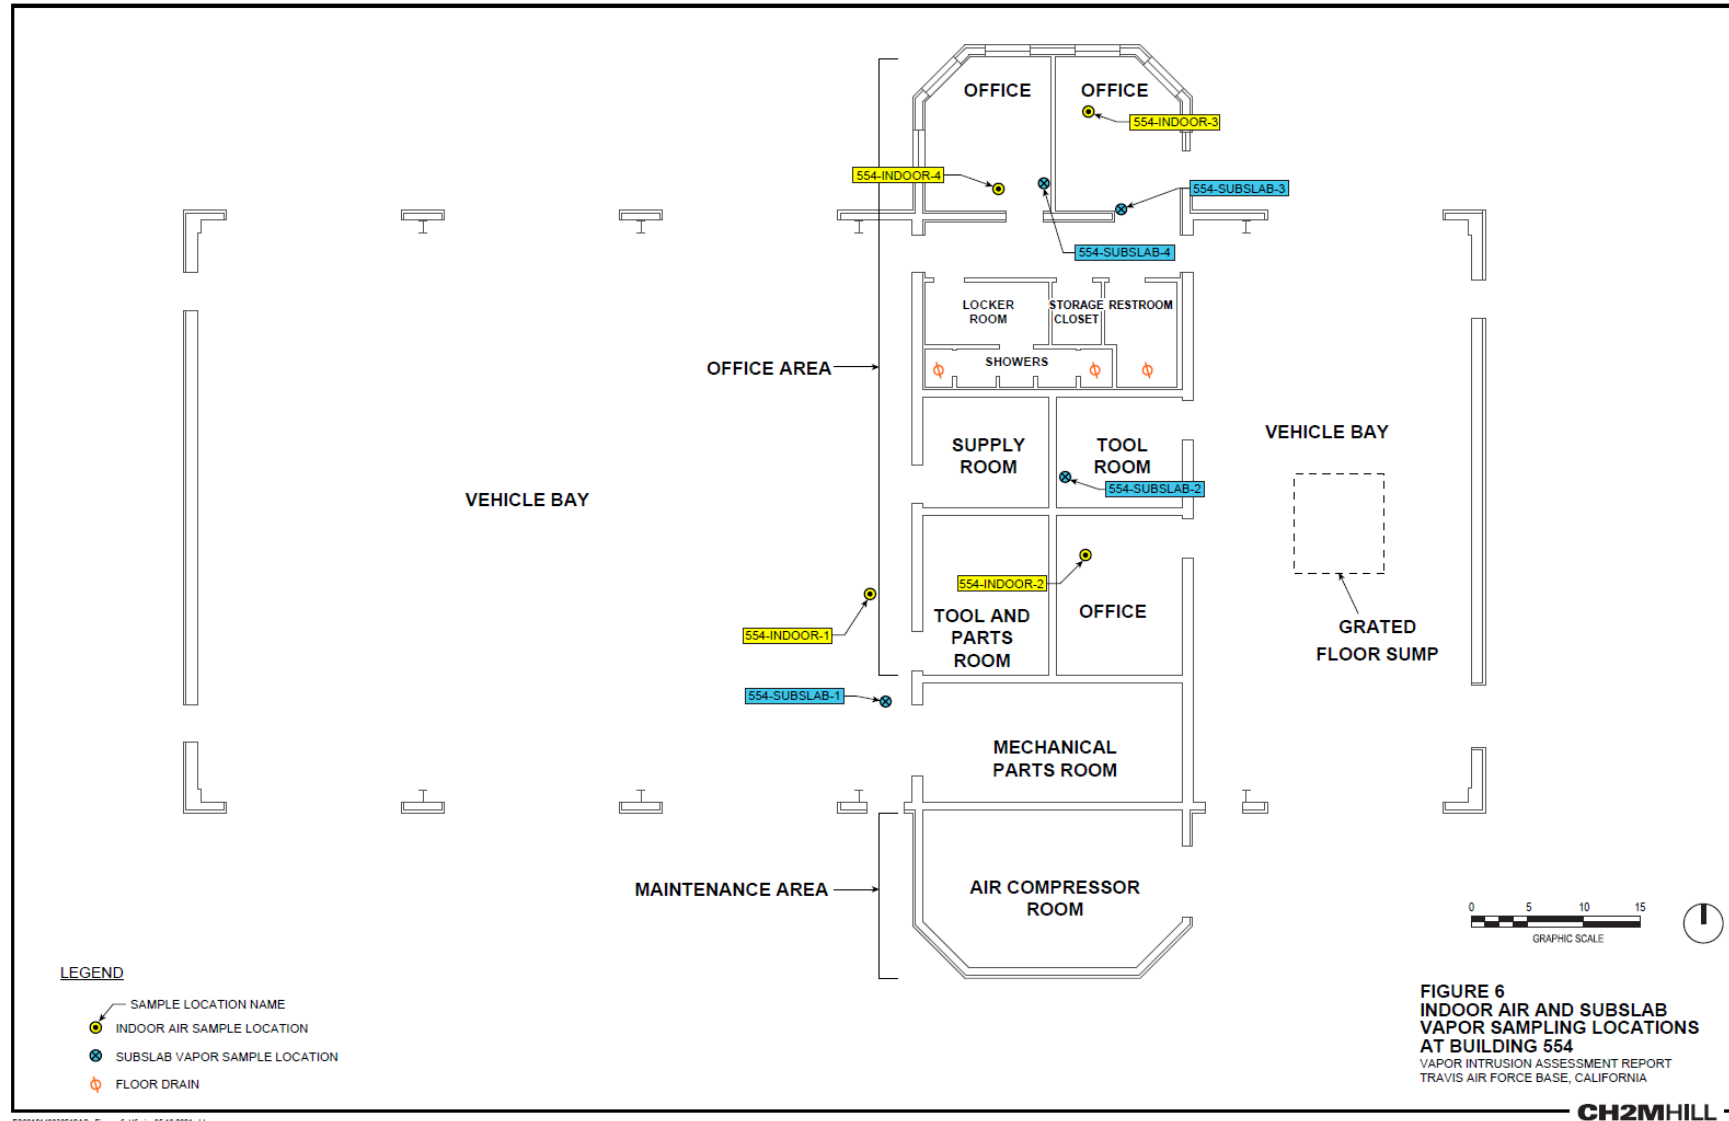 OFFICE
OFFICE
554-INDOOR-3
554-INDOOR-4
554-SUBSLAB-3
554-SUBSLAB-4
LOCKER
ROOM
STORAGE
CLOSET
RESTROOM
SHOWERS
OFFICE AREA
SUPPLY
ROOM
TOOL
ROOM
VEHICLE BAY
554-SUBSLAB-2
VEHICLE BAY
554-INDOOR-2
554-INDOOR-1
TOOL AND
PARTS
ROOM
OFFICE
GRATED
FLOOR SUMP
554-SUBSLAB-1
MECHANICAL
PARTS ROOM
MAINTENANCE AREA
AIR COMPRESSOR
ROOM
0 5 10 15
GRAPHIC SCALE
LEGEND
SAMPLE LOCATION NAME
INDOOR AIR SAMPLE LOCATION
SUBSLAB VAPOR SAMPLE LOCATION
FLOOR DRAIN
FIGURE 6
INDOOR AIR AND SUBSLAB
VAPOR SAMPLING LOCATIONS
AT BUILDING 554
VAPOR INTRUSION ASSESSMENT REPORT
TRAVIS AIR FORCE BASE, CALIFORNIA
CH2MHILL